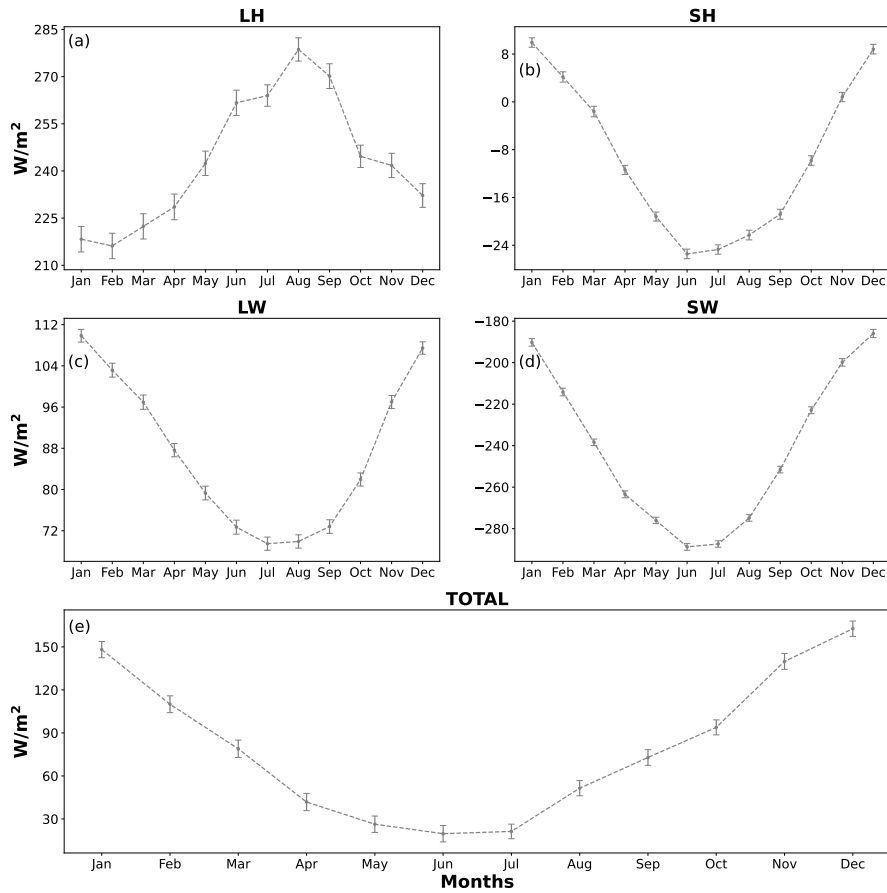 LH
SH
(a)
285
270
255
240
225
210
W/m²
Jan Feb Mar Apr May Jun Jul Aug Sep Oct Nov Dec
(b)
8
0
−8
−16
−24
Jan Feb Mar Apr May Jun Jul Aug Sep Oct Nov Dec
LW
SW
(c)
112
104
96
88
80
72
W/m²
Jan Feb Mar Apr May Jun Jul Aug Sep Oct Nov Dec
(d)
−180
−200
−220
−240
−260
−280
Jan Feb Mar Apr May Jun Jul Aug Sep Oct Nov Dec
TOTAL
(e)
150
120
90
60
30
W/m²
Jan Feb Mar Apr May Jun Jul Aug Sep Oct Nov Dec
Months